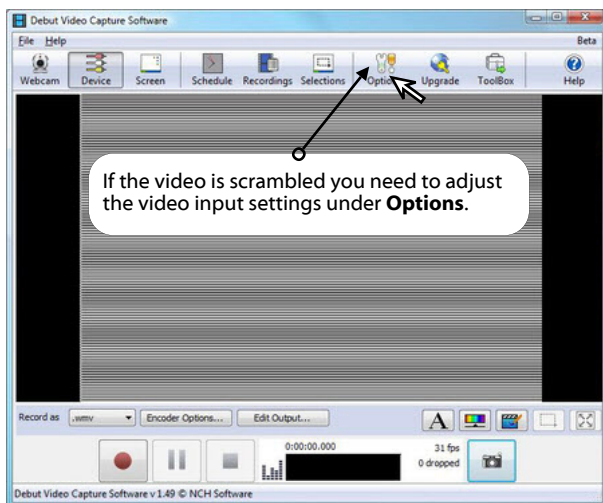 Debut Video Capture Software
File Help Beta
Webcam Device Screen Schedule Recordings Selections Options Upgrade ToolBox Help
If the video is scrambled you need to adjust
the video input settings under Options.
Record as .wmv Encoder Options... Edit Output... A
0:00:00.000 31 fps
0 dropped
Debut Video Capture Software v 1.49 © NCH Software